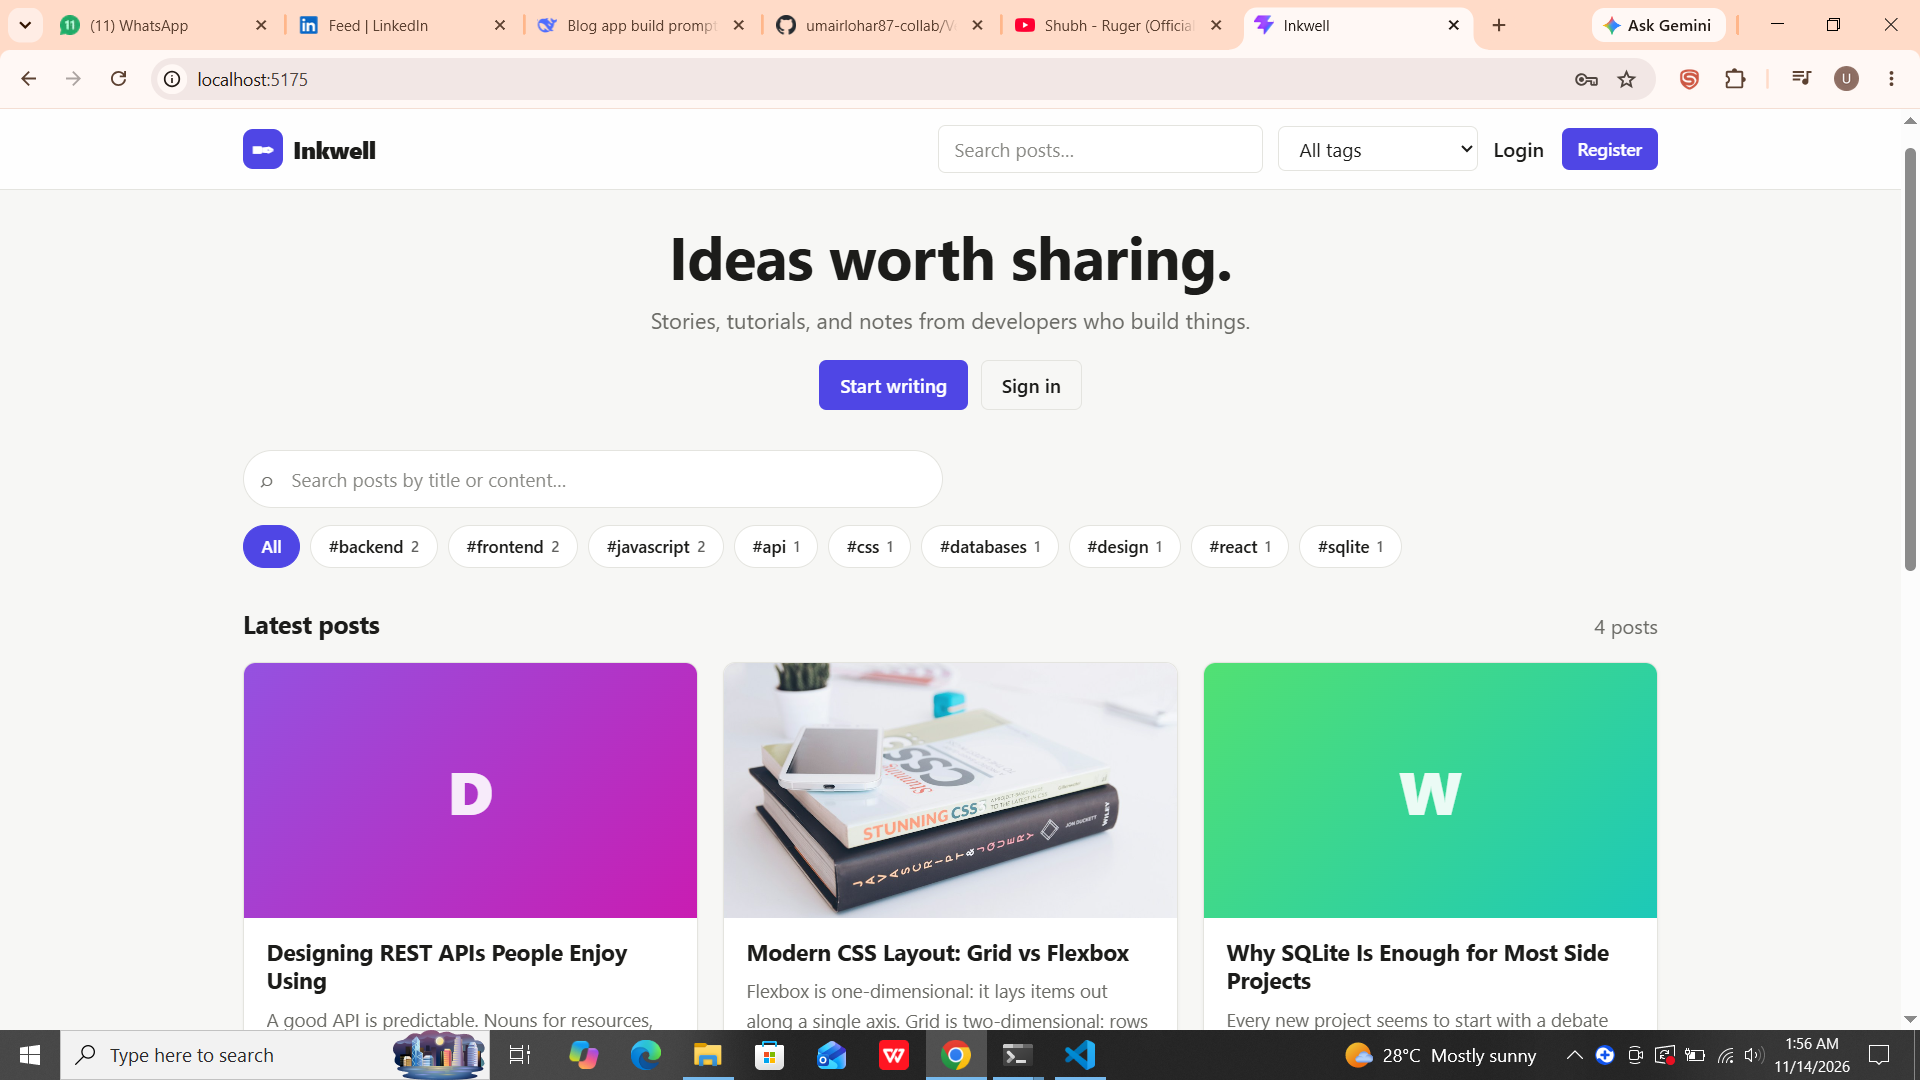 (11) WhatsApp
Feed | LinkedIn
Blog app build prompt
umairlohar87-collab/V
Shubh - Ruger (Official
Inkwell
Ask Gemini
localhost:5175
U
Inkwell
Search posts...
All tags
Login
Register
Ideas worth sharing.
Stories, tutorials, and notes from developers who build things.
Start writing
Sign in
Search posts by title or content...
All
#backend 2
#frontend 2
#javascript 2
#api 1
#css 1
#databases 1
#design 1
#react 1
#sqlite 1
Latest posts
4 posts
D
CSS
STUNNING CSS
JAVASCRIPT & JQUERY
JON DUCKETT
WILEY
W
Designing REST APIs People Enjoy
Using
A good API is predictable. Nouns for resources,
Modern CSS Layout: Grid vs Flexbox
Flexbox is one-dimensional: it lays items out
along a single axis. Grid is two-dimensional: rows
Why SQLite Is Enough for Most Side
Projects
Every new project seems to start with a debate
Type here to search
28°C Mostly sunny
1:56 AM
11/14/2026